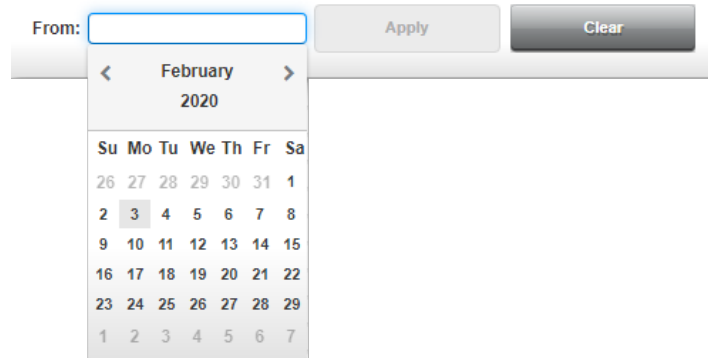 From: Apply Clear
February
2020
Su Mo Tu We Th Fr Sa
26 27 28 29 30 31 1
2 3 4 5 6 7 8
9 10 11 12 13 14 15
16 17 18 19 20 21 22
23 24 25 26 27 28 29
1 2 3 4 5 6 7